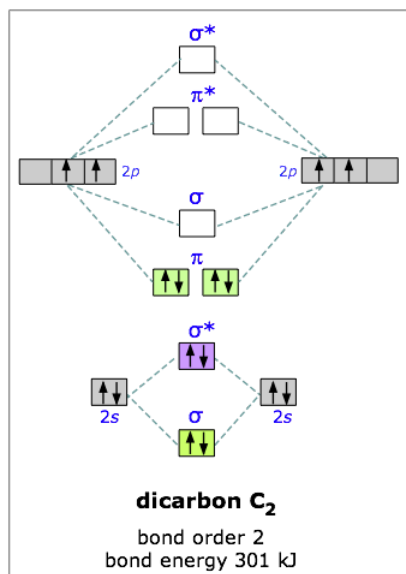 σ*
π*
2p 2p
σ
π
σ*
2s 2s
σ
dicarbon C₂
bond order 2
bond energy 301 kJ